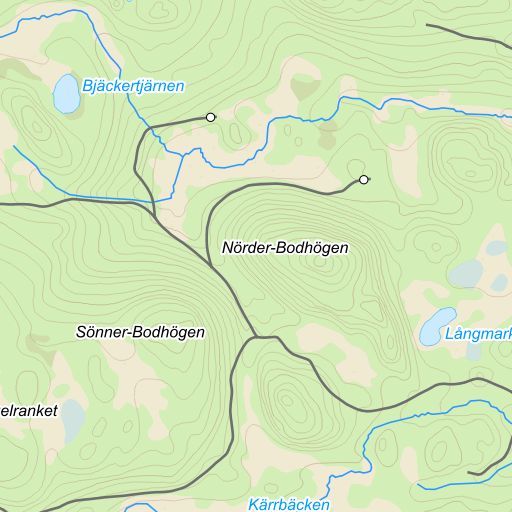 Bjäckertjärnen
Nörder-Bodhögen
Sönner-Bodhögen
Långmark
elranket
Kärrbäcken